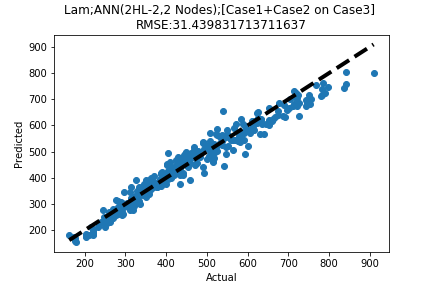 Lam;ANN(2HL-2,2 Nodes);[Case1+Case2 on Case3]
RMSE:31.439831713711637
900
800
700
600
500
400
300
200
Predicted
200 300 400 500 600 700 800 900
Actual